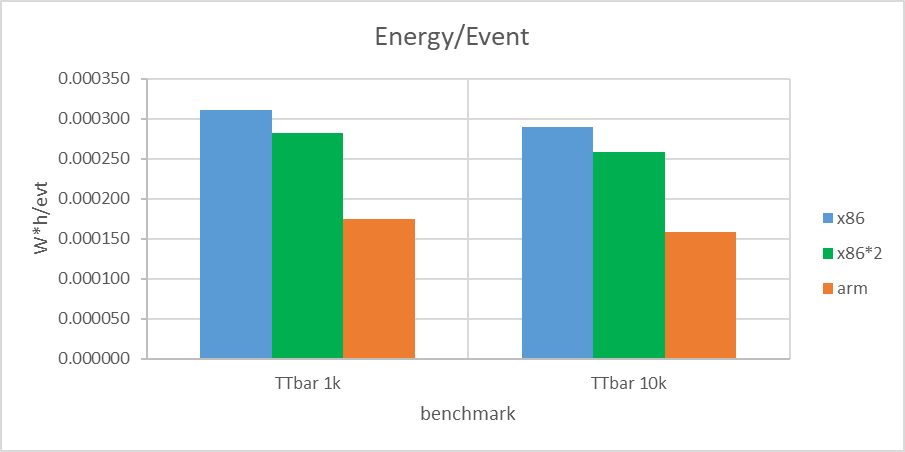 Energy/Event
0.000350
0.000300
0.000250
0.000200
0.000150
0.000100
0.000050
0.000000
W*h/evt
TTbar 1k
TTbar 10k
benchmark
x86
x86*2
arm